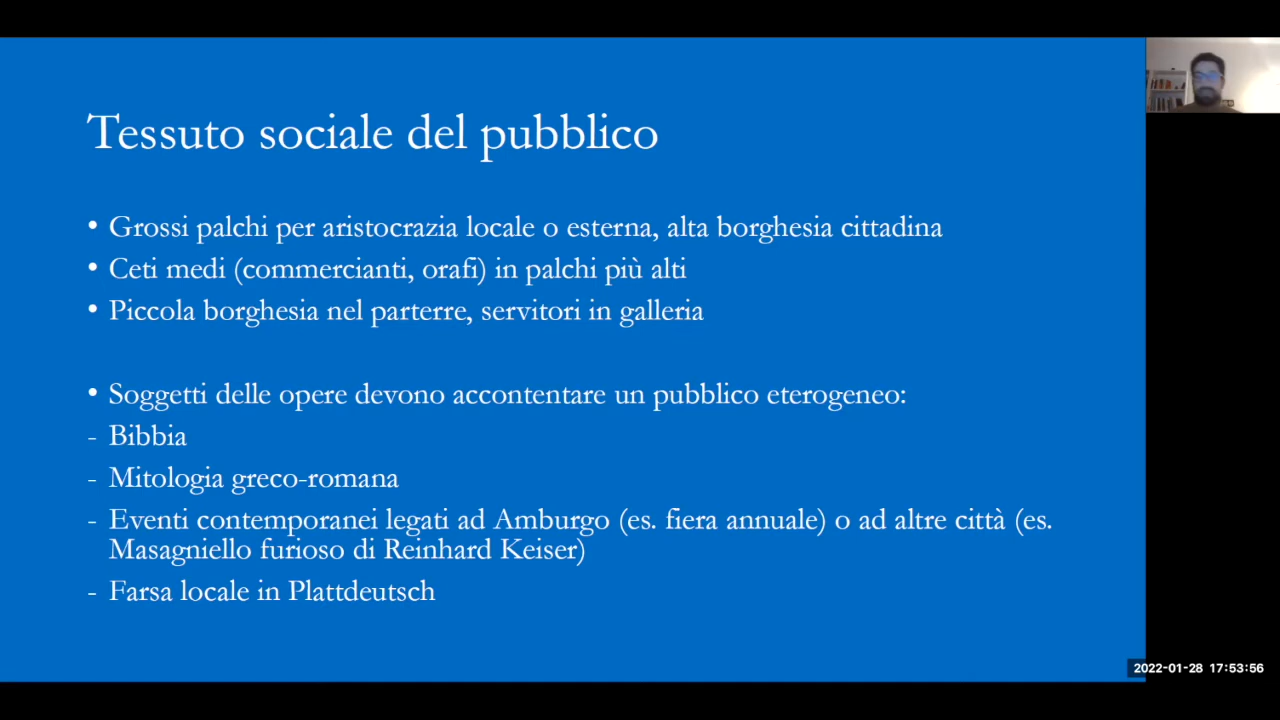 Tessuto sociale del pubblico
• Grossi palchi per aristocrazia locale o esterna, alta borghesia cittadina
• Ceti medi (commercianti, orafi) in palchi più alti
• Piccola borghesia nel parterre, servitori in galleria
• Soggetti delle opere devono accontentare un pubblico eterogeneo:
- Bibbia
- Mitologia greco-romana
- Eventi contemporanei legati ad Amburgo (es. fiera annuale) o ad altre città (es.
Masagniello furioso di Reinhard Keiser)
- Farsa locale in Plattdeutsch
2022-01-28 17:53:56